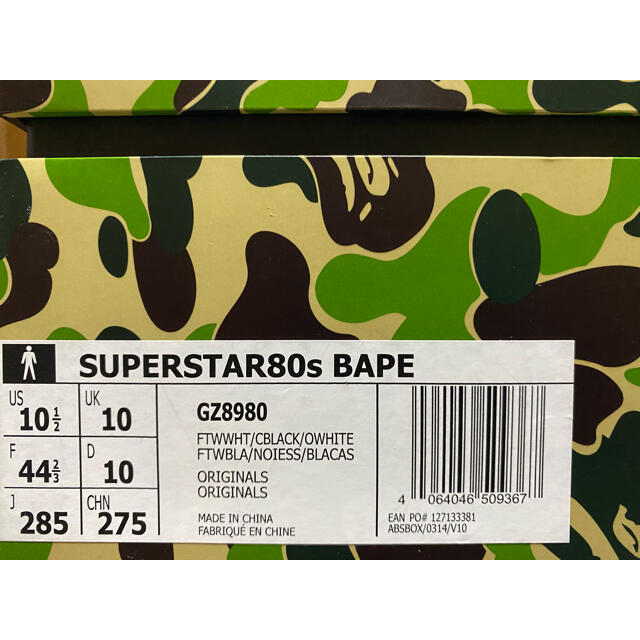 SUPERSTAR80s BAPE
US 10½ UK 10
F 44⅔ D 10
J 285 CHN 275
GZ8980
FTWWHT/CBLACK/OWHITE
FTWBLA/NOIESS/BLACAS
ORIGINALS
ORIGINALS
MADE IN CHINA
FABRIQUÉ EN CHINE
4 064046 509367
EAN PO# 127133381
ABSBOX/0314/V10